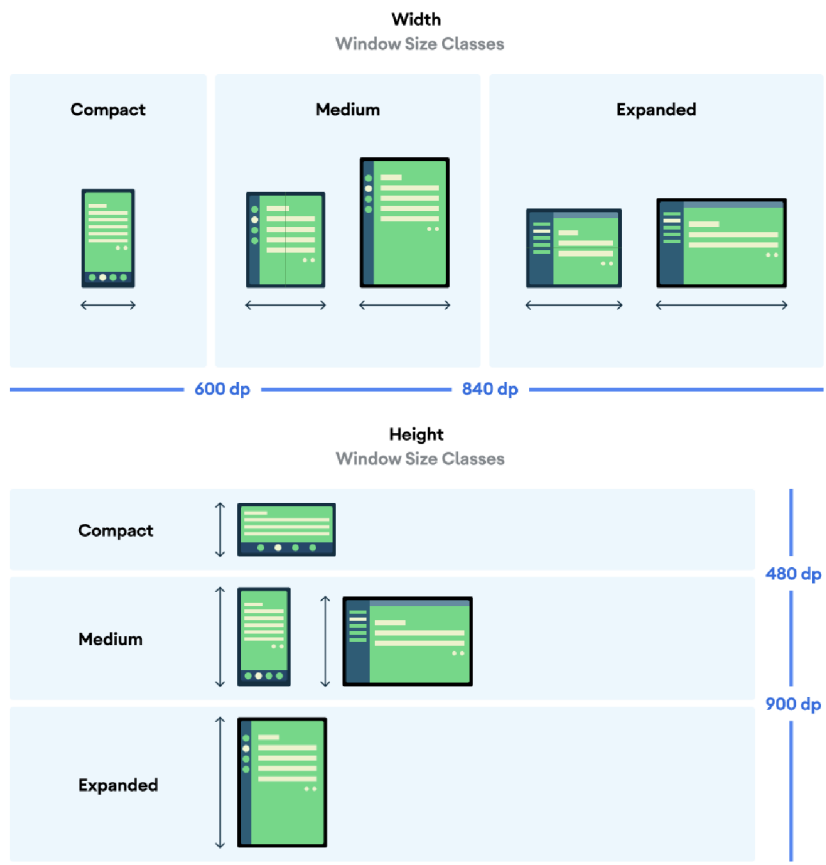 Width
Window Size Classes
Compact
Medium
Expanded
600 dp
840 dp
Height
Window Size Classes
Compact
480 dp
Medium
900 dp
Expanded